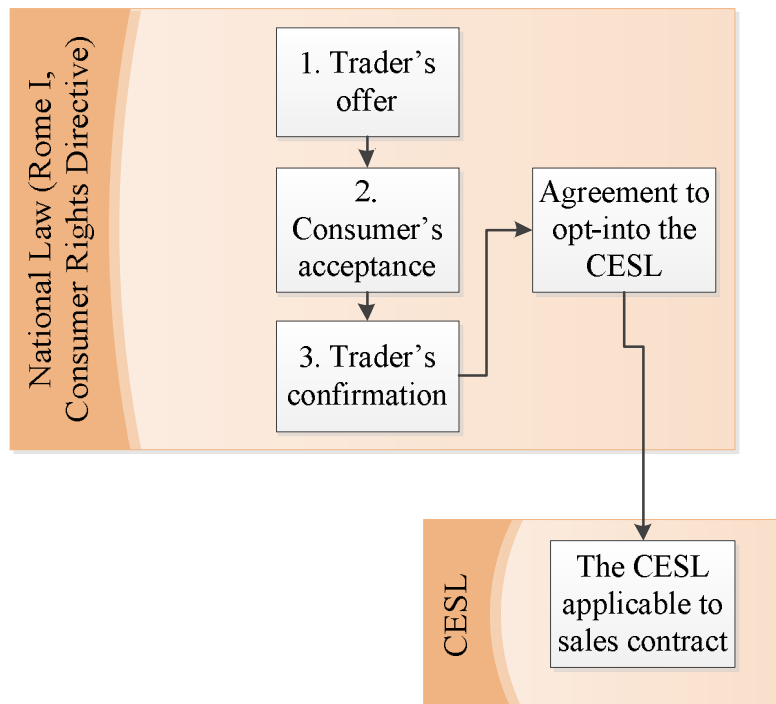 National Law (Rome I,
Consumer Rights Directive)
1. Trader’s
offer
2.
Consumer’s
acceptance
3. Trader’s
confirmation
Agreement to
opt-into the
CESL
CESL
The CESL
applicable to
sales contract